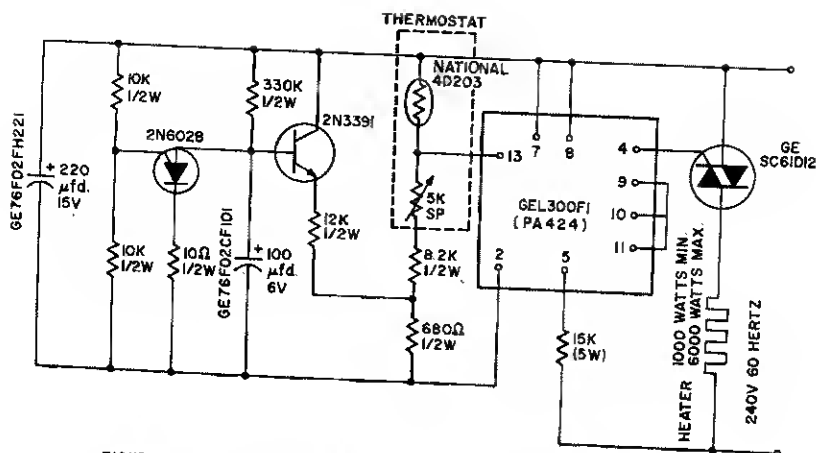 THERMOSTAT
NATIONAL
4D203
10K
1/2W
330K
1/2W
2N6028
2N3391
GE76F02FH221
+ 220
μfd.
15V
10K
1/2W
10Ω
1/2W
GE76F02CF101
+
100
μfd.
6V
12K
1/2W
5K
SP
8.2K
1/2W
680Ω
1/2W
13
7
8
4
9
10
11
2
5
GEL300F1
(PA424)
15K
(5W)
GE
SC61D12
HEATER
1000 WATTS MIN.
6000 WATTS MAX.
240V 60 HERTZ